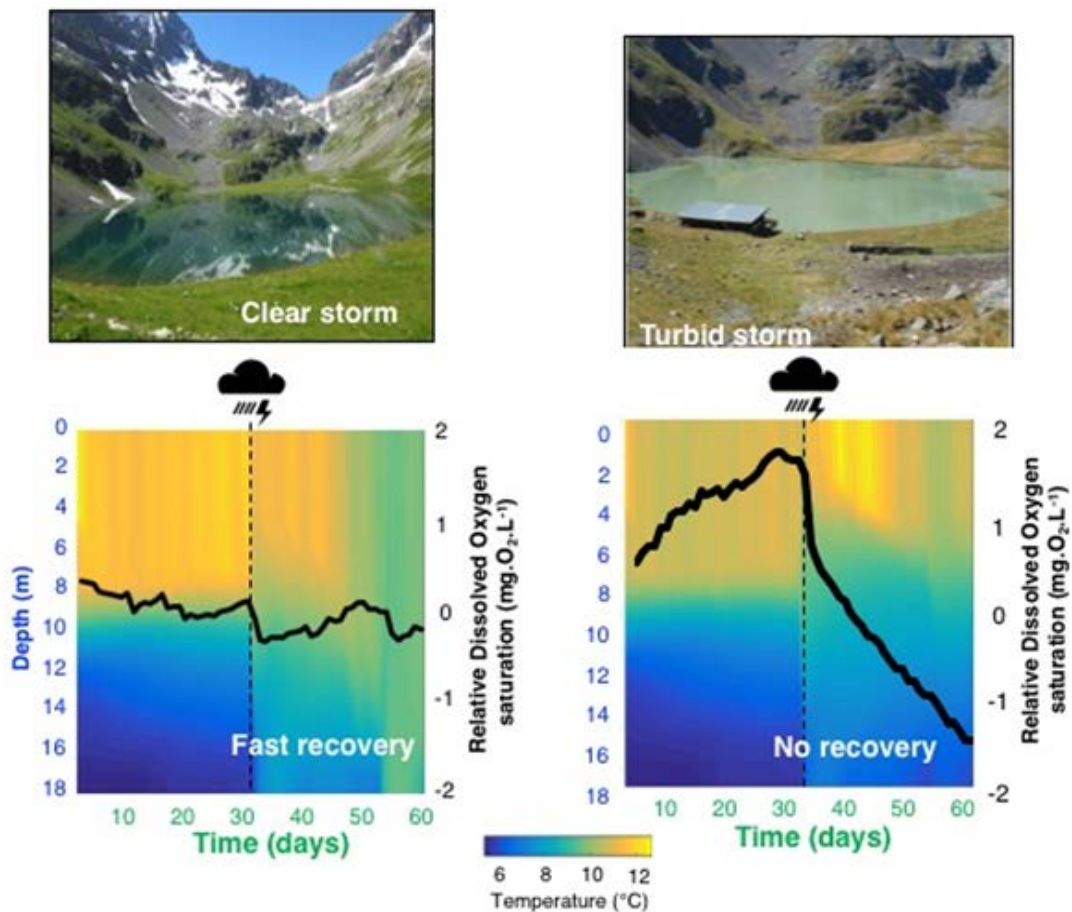 Clear storm
Turbid storm
0
2
4
6
8
10
12
14
16
18
Depth (m)
2
1
0
-1
-2
Relative Dissolved Oxygen
saturation (mg.O₂.L⁻¹)
Fast recovery
10 20 30 40 50 60
Time (days)
0
2
4
6
8
10
12
14
16
18
2
1
0
-1
-2
Relative Dissolved Oxygen
saturation (mg.O₂.L⁻¹)
No recovery
10 20 30 40 50 60
Time (days)
6 8 10 12
Temperature (°C)